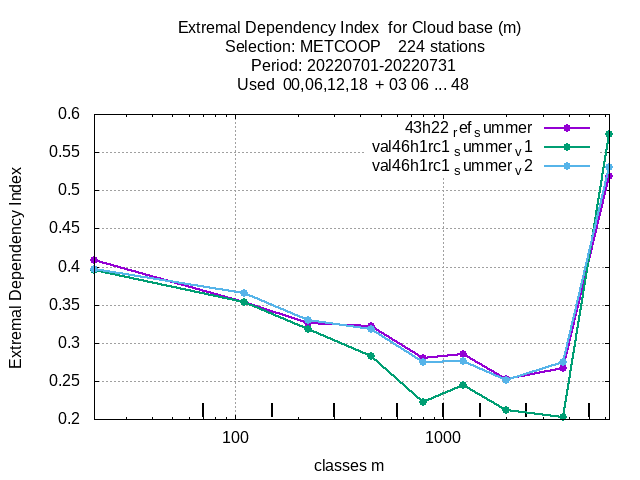 Extremal Dependency Index  for Cloud base (m)
Selection: METCOOP    224 stations
Period: 20220701-20220731
Used  00,06,12,18  + 03 06 ... 48
43h22 ref summer
val46h1rc1 summer v1
val46h1rc1 summer v2
0.6
0.55
0.5
0.45
0.4
0.35
0.3
0.25
0.2
Extremal Dependency Index
100
1000
classes m